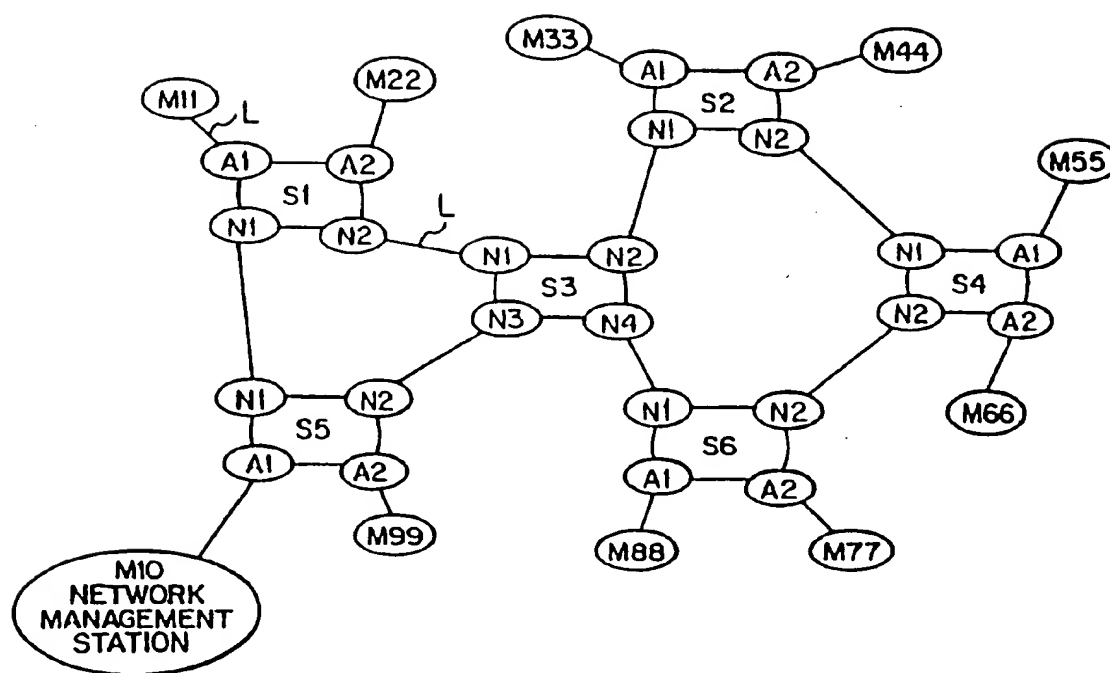 M33
A1
A2
M44
S2
N1
N2
M11
L
M22
A1
A2
S1
N1
N2
L
M55
N1
N2
S3
N3
N4
N1
A1
S4
N2
A2
M66
N1
N2
S5
A1
A2
M99
N1
N2
S6
A1
A2
M88
M77
M10
NETWORK
MANAGEMENT
STATION